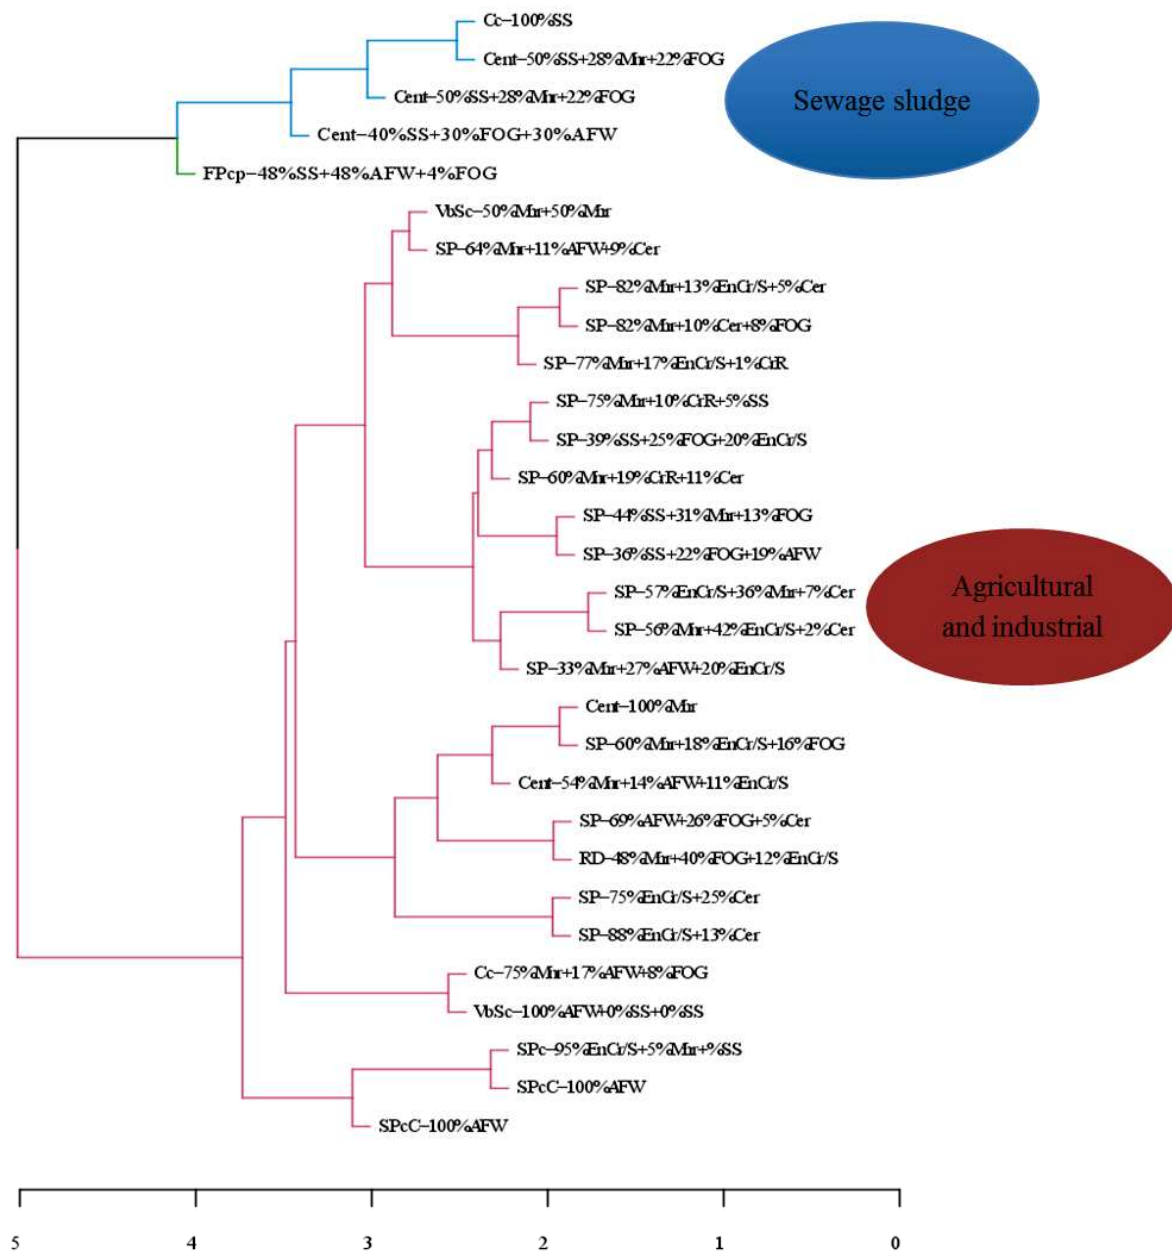 Cc-100%SS
Cent-50%SS+28%Mnr+22%FOG
Sewage sludge
Cent-50%SS+28%Mnr+22%FOG
Cent-40%SS+30%FOG+30%AFW
FPcp-48%SS+48%AFW+4%FOG
VbSc-50%Mnr+50%Mnr
SP-64%Mnr+11%AFW+9%Cer
SP-82%Mnr+13%EnCr/S+5%Cer
SP-82%Mnr+10%Cer+8%FOG
SP-77%Mnr+17%EnCr/S+1%CrR
SP-75%Mnr+10%CrR+5%SS
SP-39%SS+25%FOG+20%EnCr/S
SP-60%Mnr+19%CrR+11%Cer
SP-44%SS+31%Mnr+13%FOG
SP-36%SS+22%FOG+19%AFW
SP-57%EnCr/S+36%Mnr+7%Cer
Agricultural
and industrial
SP-56%Mnr+42%EnCr/S+2%Cer
SP-33%Mnr+27%AFW+20%EnCr/S
Cent-100%Mnr
SP-60%Mnr+18%EnCr/S+16%FOG
Cent-54%Mnr+14%AFW+11%EnCr/S
SP-69%AFW+26%FOG+5%Cer
RD-48%Mnr+40%FOG+12%EnCr/S
SP-75%EnCr/S+25%Cer
SP-88%EnCr/S+13%Cer
Cc-75%Mnr+17%AFW+8%FOG
VbSc-100%AFW+0%SS+0%SS
SPc-95%EnCr/S+5%Mnr+%SS
SPcC-100%AFW
SPcC-100%AFW
5 4 3 2 1 0